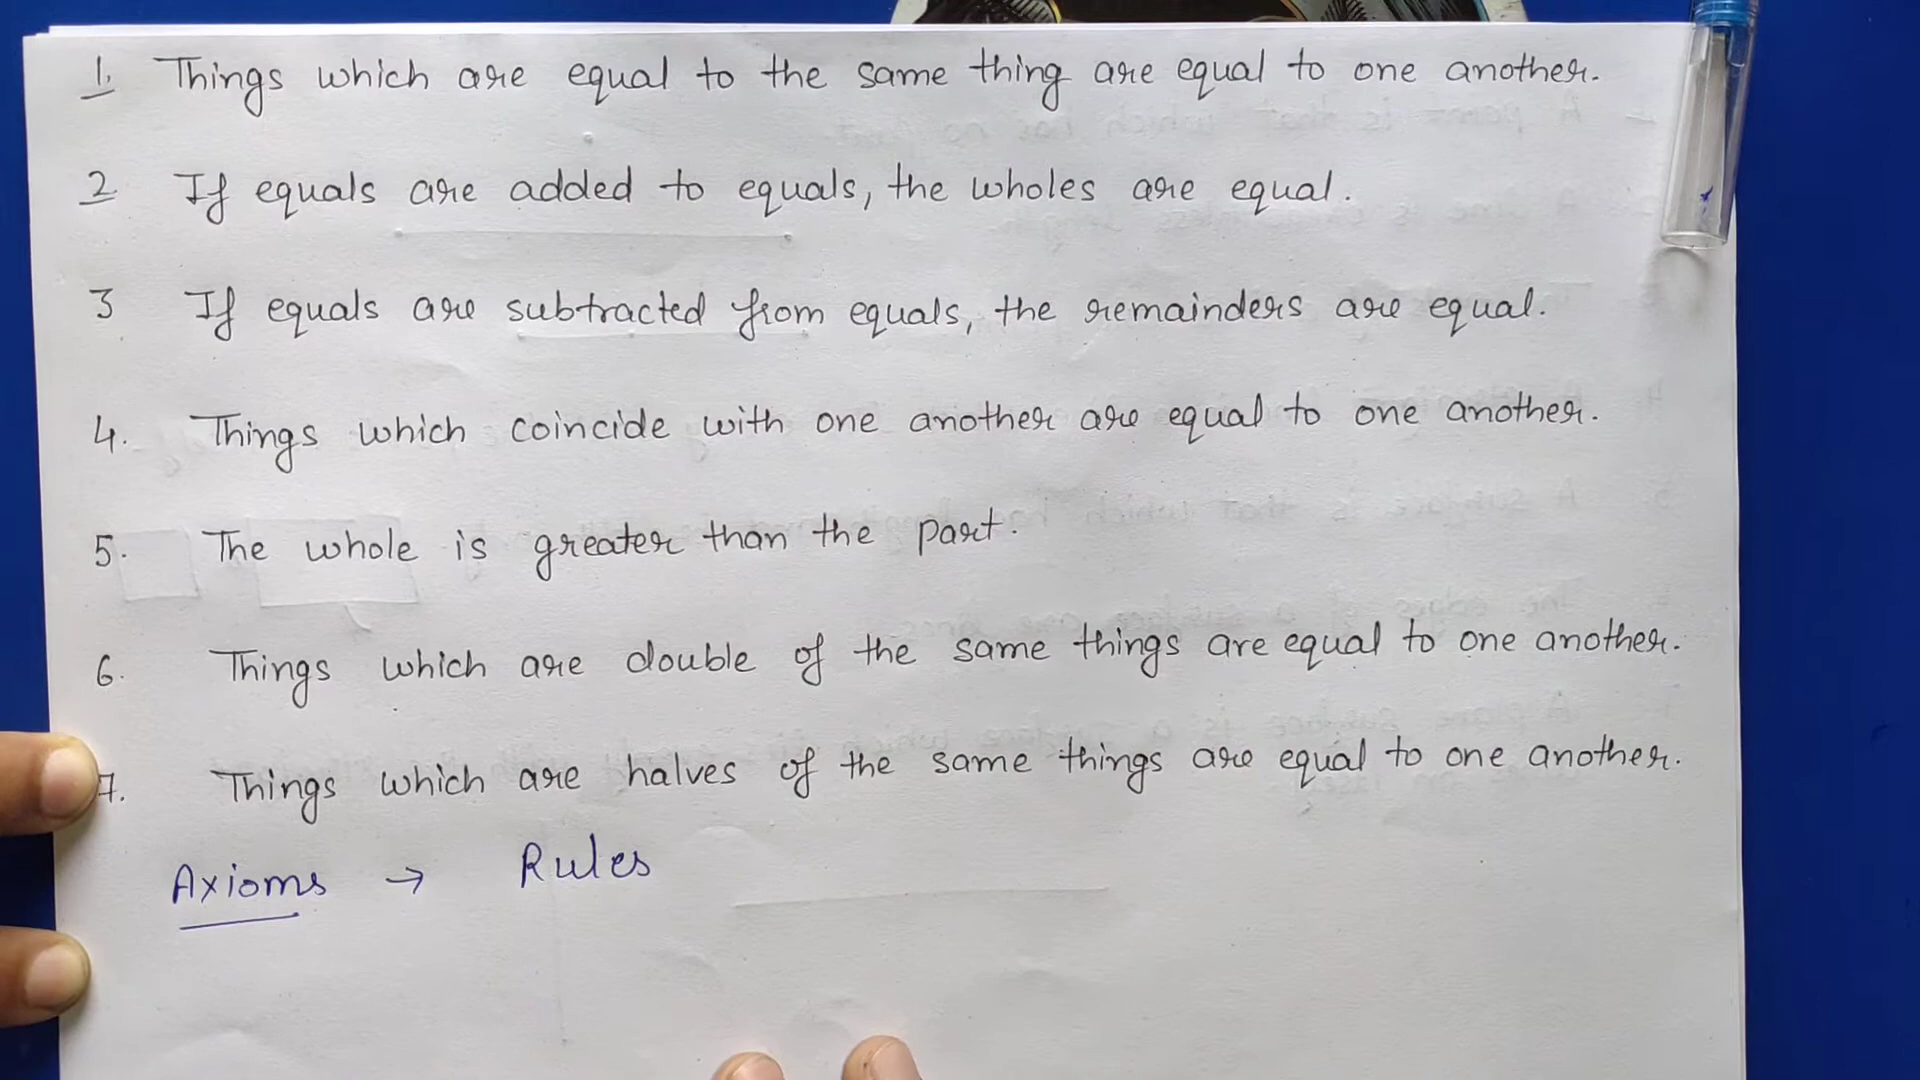 1. Things which are equal to the same thing are equal to one another.
2 If equals are added to equals, the wholes are equal.
3 If equals are subtracted from equals, the remainders are equal.
4. Things which coincide with one another are equal to one another.
5. The whole is greater than the part.
6. Things which are double of the same things are equal to one another.
7. Things which are halves of the same things are equal to one another.
Axioms → Rules